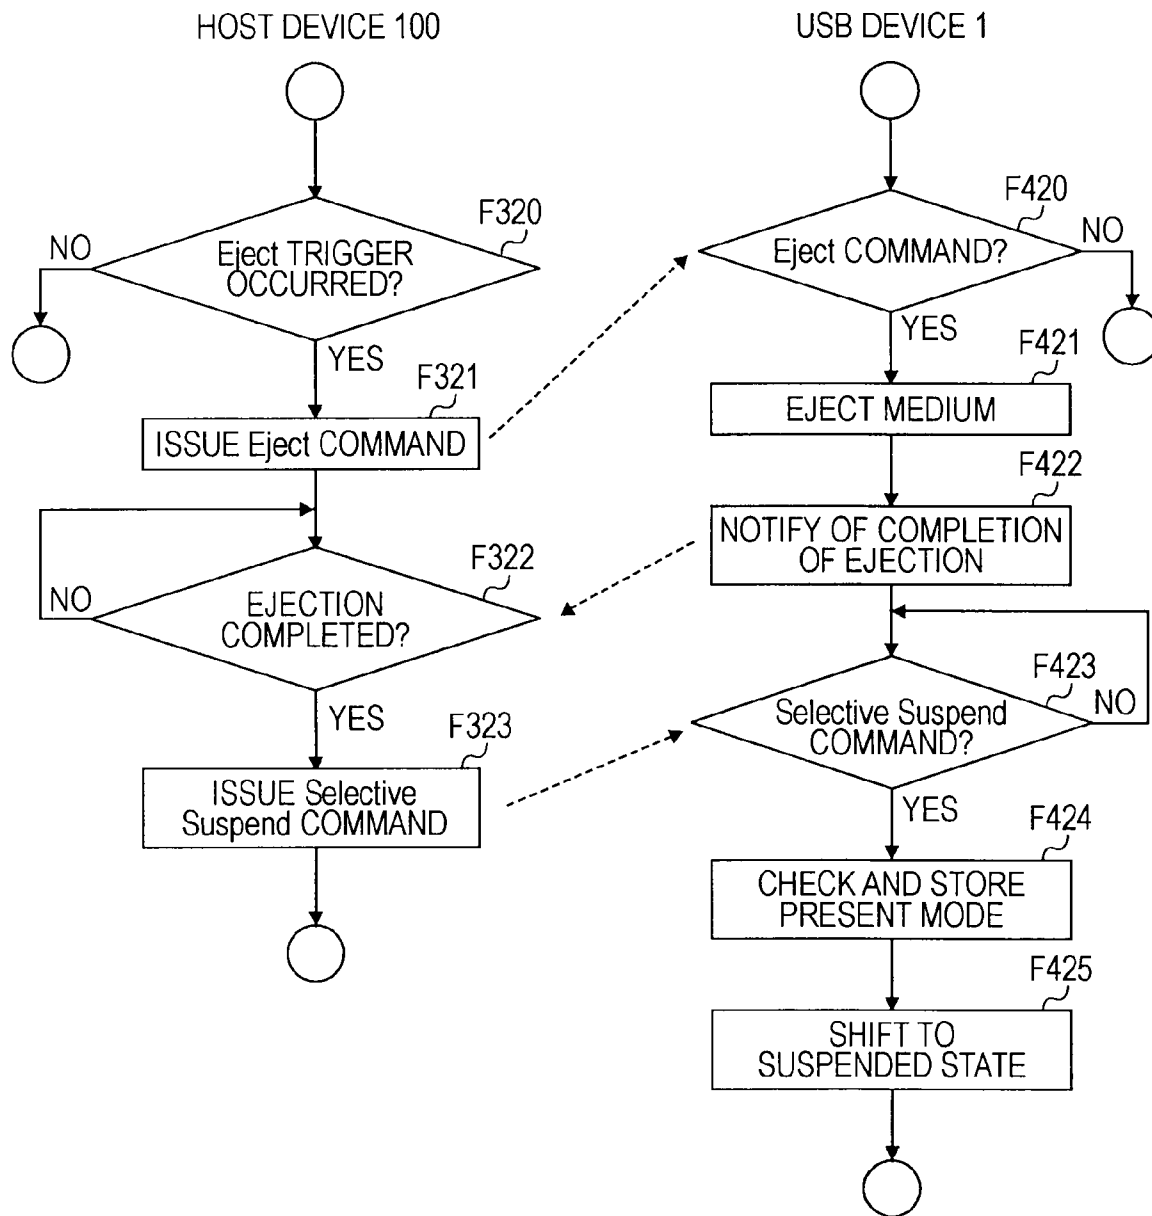 HOST DEVICE 100
F320
Eject TRIGGER
OCCURRED?
NO
YES
F321
ISSUE Eject COMMAND
F322
EJECTION
COMPLETED?
NO
YES
F323
ISSUE Selective
Suspend COMMAND
USB DEVICE 1
F420
Eject COMMAND?
NO
YES
F421
EJECT MEDIUM
F422
NOTIFY OF COMPLETION
OF EJECTION
F423
Selective Suspend
COMMAND?
NO
YES
F424
CHECK AND STORE
PRESENT MODE
F425
SHIFT TO
SUSPENDED STATE